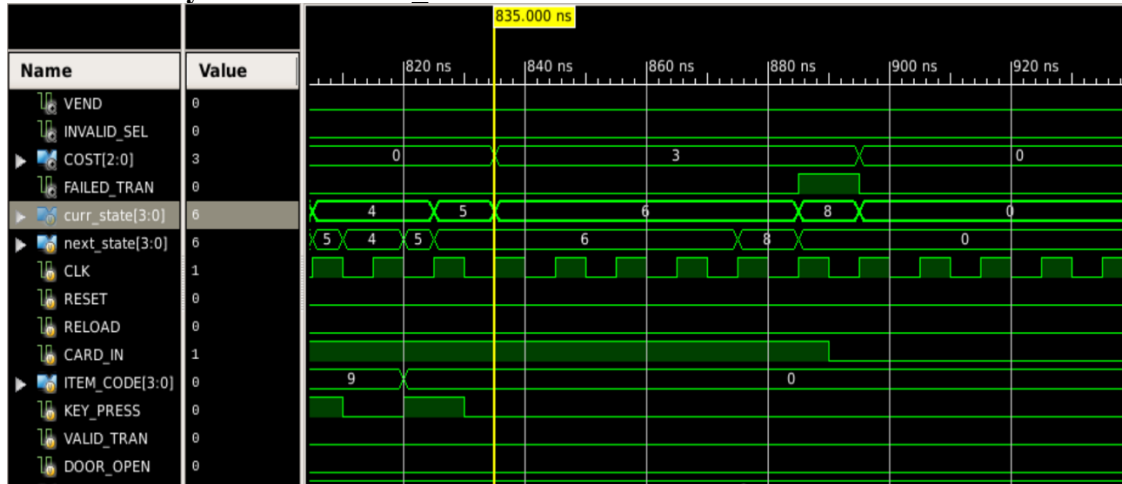 835.000 ns
Name Value
820 ns 840 ns 860 ns 880 ns 900 ns 920 ns
VEND 0
INVALID_SEL 0
COST[2:0] 3 0 3 0
FAILED_TRAN 0
curr_state[3:0] 6 4 5 6 8 0
next_state[3:0] 6 5 4 5 6 8 0
CLK 1
RESET 0
RELOAD 0
CARD_IN 1
ITEM_CODE[3:0] 0 9 0
KEY_PRESS 0
VALID_TRAN 0
DOOR_OPEN 0